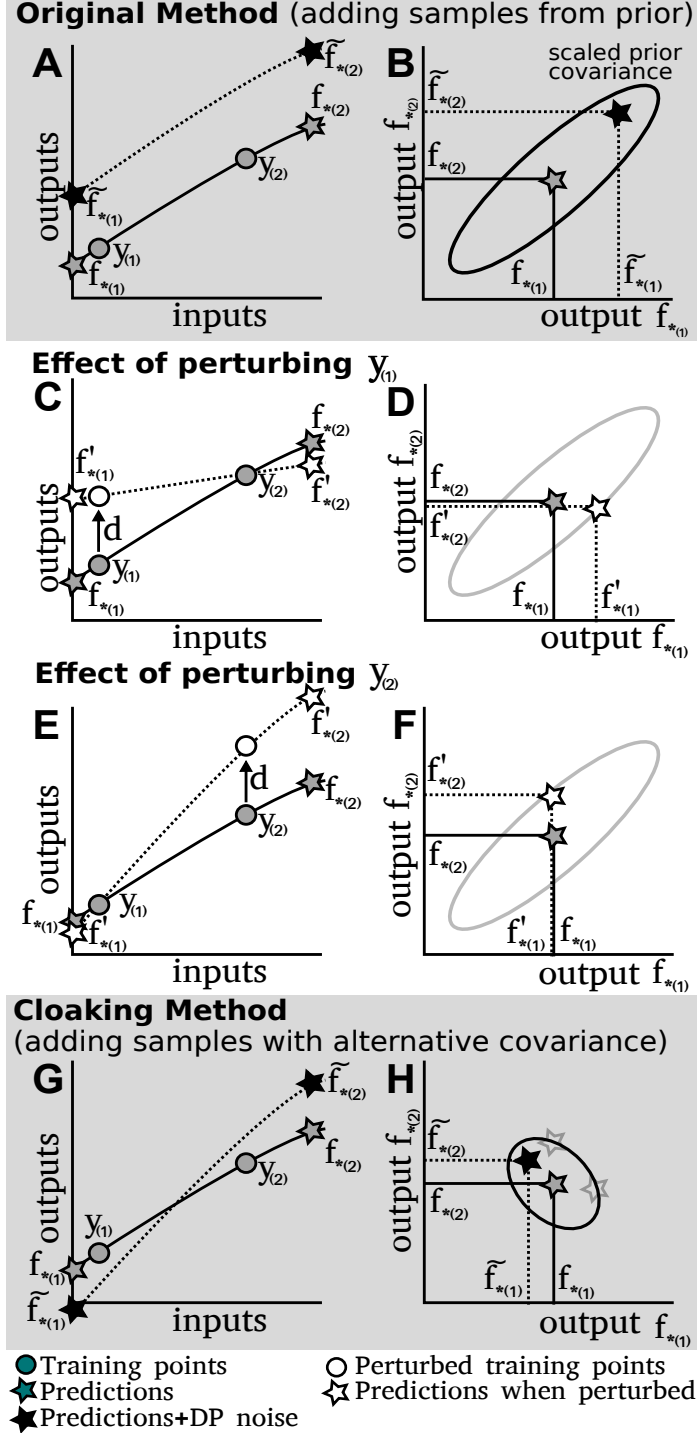 Original Method (adding samples from prior)
A
outputs
f̃*(2)
f*(2)
y(2)
f̃*(1)
y(1)
f*(1)
inputs
B
scaled prior
covariance
output f*(2)
f̃*(2)
f*(2)
f*(1)
f̃*(1)
output f*(1)
Effect of perturbing y(1)
C
outputs
f*(2)
f'*(1)
y(2)
f'*(2)
d
y(1)
f*(1)
inputs
D
output f*(2)
f*(2)
f'*(2)
f*(1)
f'*(1)
output f*(1)
Effect of perturbing y(2)
E
outputs
f'*(2)
d
f*(2)
y(2)
f*(1)
y(1)
f'*(1)
inputs
F
output f*(2)
f'*(2)
f*(2)
f'*(1)
f*(1)
output f*(1)
Cloaking Method
(adding samples with alternative covariance)
G
outputs
f̃*(2)
f*(2)
y(2)
y(1)
f*(1)
f̃*(1)
inputs
H
output f*(2)
f̃*(2)
f*(2)
f̃*(1)
f*(1)
output f*(1)
Training points
Predictions
Predictions+DP noise
Perturbed training points
Predictions when perturbed